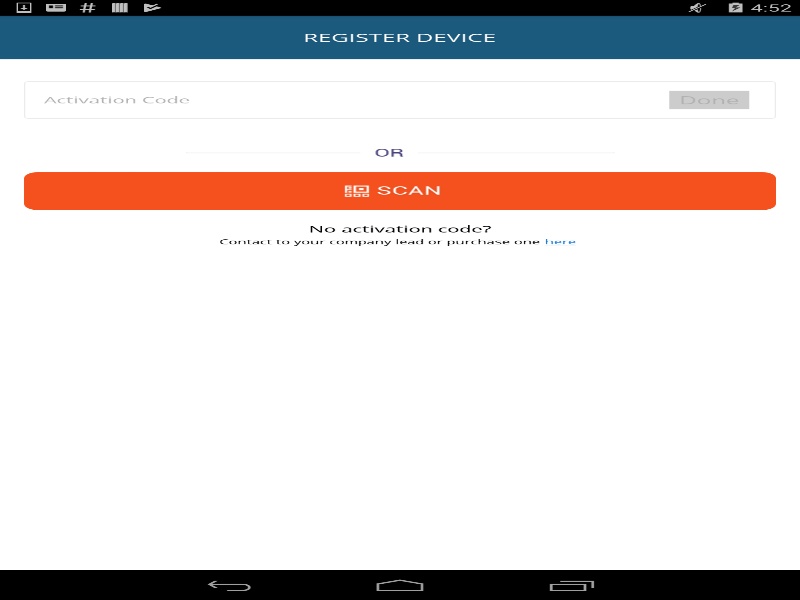 4:52
REGISTER DEVICE
Activation Code
Done
OR
SCAN
No activation code?
Contact to your company lead or purchase one here